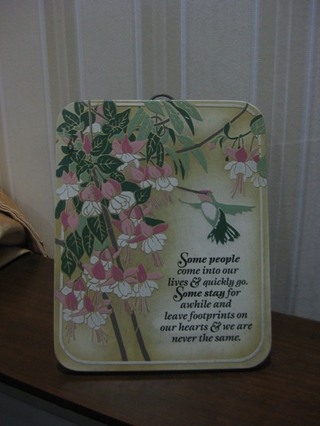 Some people
come into our
lives & quickly go.
Some stay for
awhile and
leave footprints on
our hearts & we are
never the same.